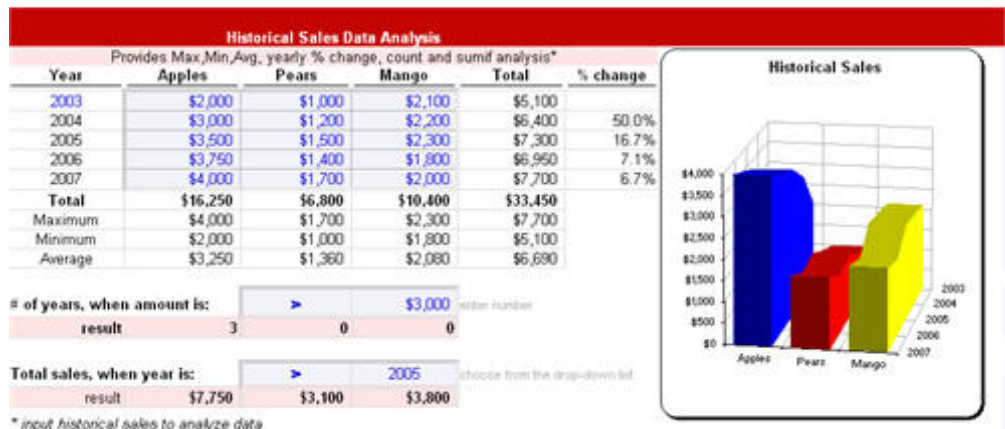 Historical Sales Data Analysis
Provides Max,Min,Avg, yearly % change, count and sumif analysis*
Year Apples Pears Mango Total % change
2003 $2,000 $1,000 $2,100 $5,100
2004 $3,000 $1,200 $2,200 $6,400 50.0%
2005 $3,500 $1,500 $2,300 $7,300 16.7%
2006 $3,750 $1,400 $1,800 $6,950 7.1%
2007 $4,000 $1,700 $2,000 $7,700 6.7%
Total $16,250 $6,800 $10,400 $33,450
Maximum $4,000 $1,700 $2,300 $7,700
Minimum $2,000 $1,000 $1,800 $5,100
Average $3,250 $1,360 $2,080 $6,690
# of years, when amount is: > $3,000 enter number
result 3 0 0
Total sales, when year is: > 2005 choose from the drop-down list
result $7,750 $3,100 $3,800
* input historical sales to analyze data
Historical Sales
$4,000
$3,500
$3,000
$2,500
$2,000
$1,500
$1,000
$500
$0
Apples Pears Mango
2003
2004
2005
2006
2007